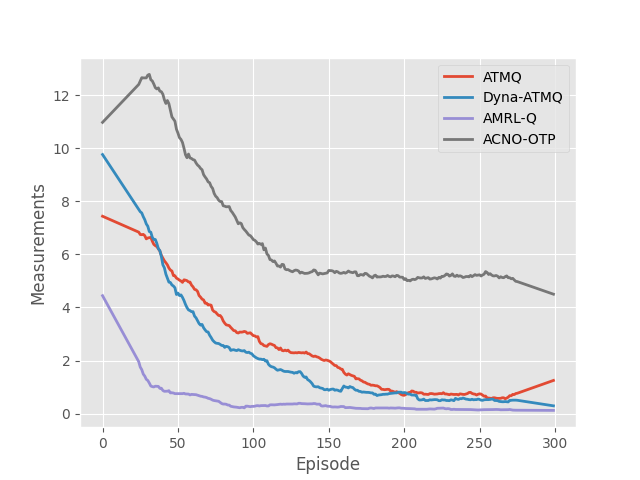 ATMQ
Dyna-ATMQ
AMRL-Q
ACNO-OTP
Measurements
12
10
8
6
4
2
0
0 50 100 150 200 250 300
Episode